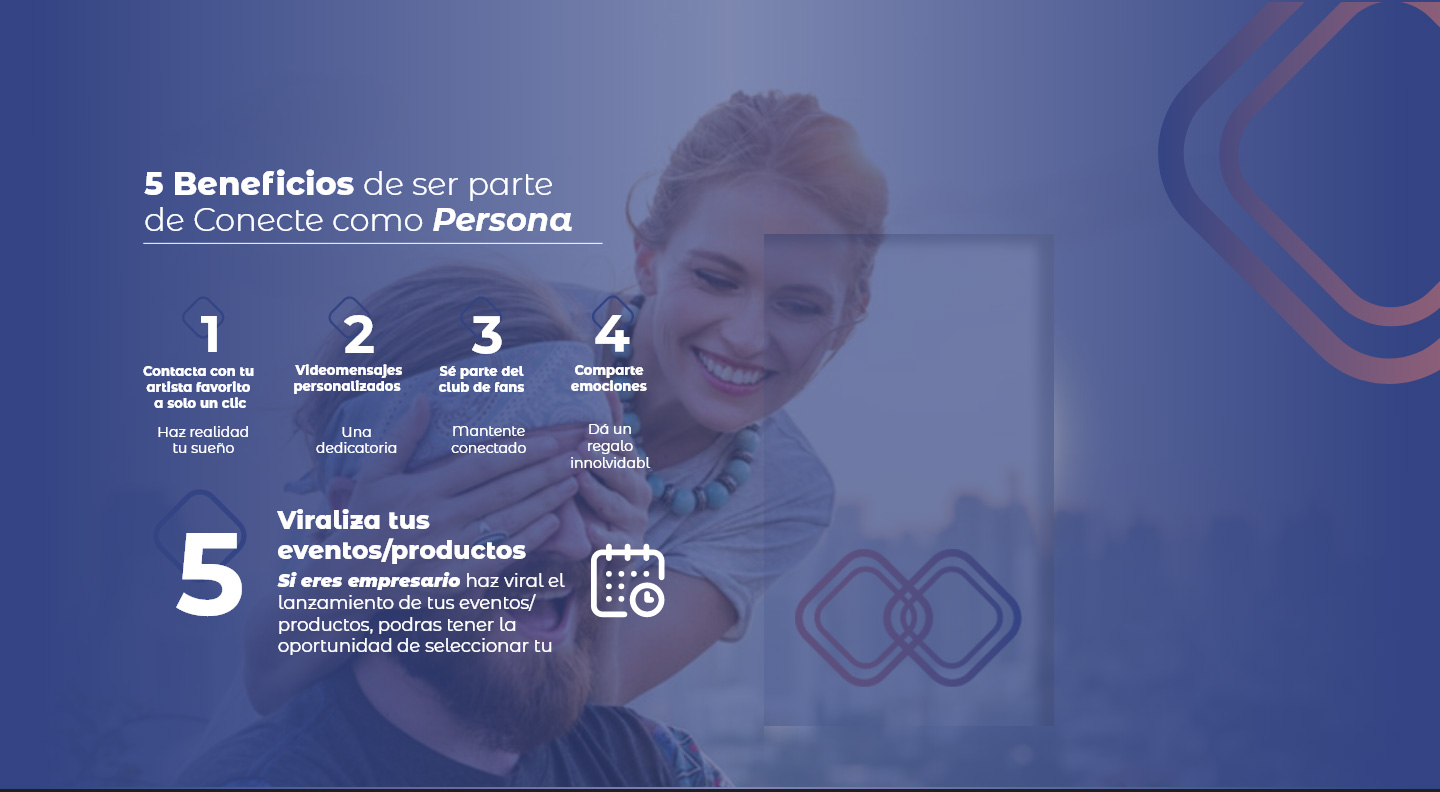 5 Beneficios de ser parte
de Conecte como Persona
1
Contacta con tu
artista favorito
a solo un clic
Haz realidad
tu sueño
2
Videomensajes
personalizados
Una
dedicatoria
3
Sé parte del
club de fans
Mantente
conectado
4
Comparte
emociones
Dá un
regalo
innolvidabl
5
Viraliza tus
eventos/productos
Si eres empresario haz viral el
lanzamiento de tus eventos/
productos, podras tener la
oportunidad de seleccionar tu